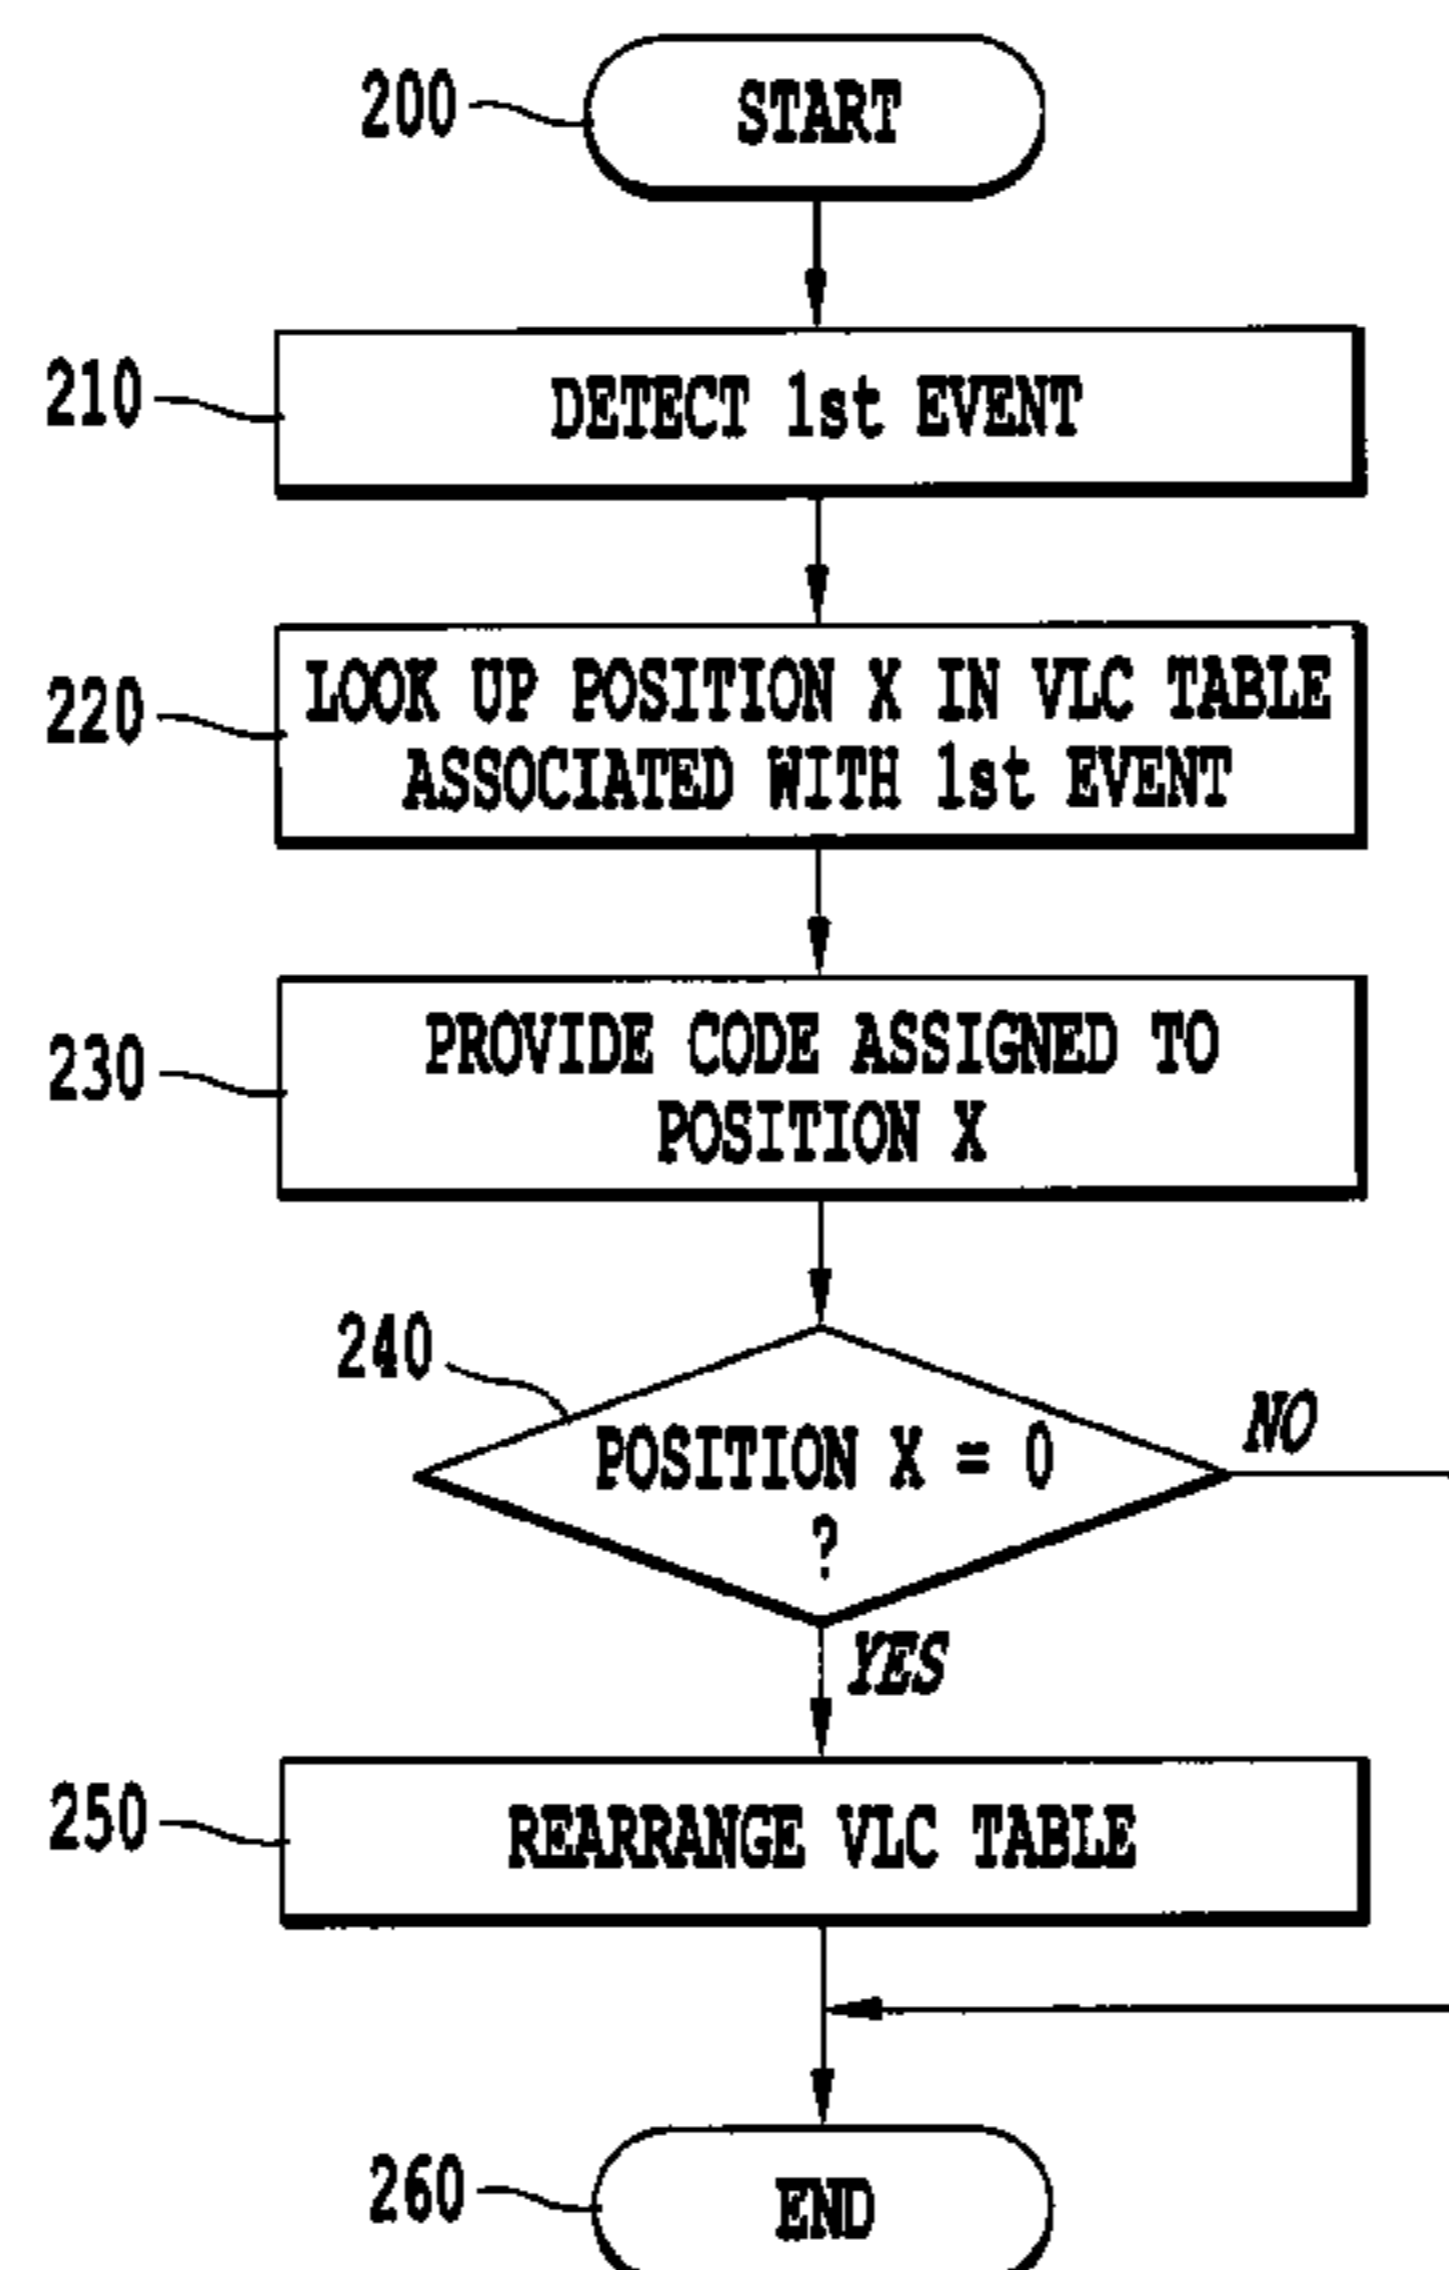 200
START
210
DETECT 1st EVENT
220
LOOK UP POSITION X IN VLC TABLE
ASSOCIATED WITH 1st EVENT
230
PROVIDE CODE ASSIGNED TO
POSITION X
240
POSITION X = 0
?
NO
YES
250
REARRANGE VLC TABLE
260
END